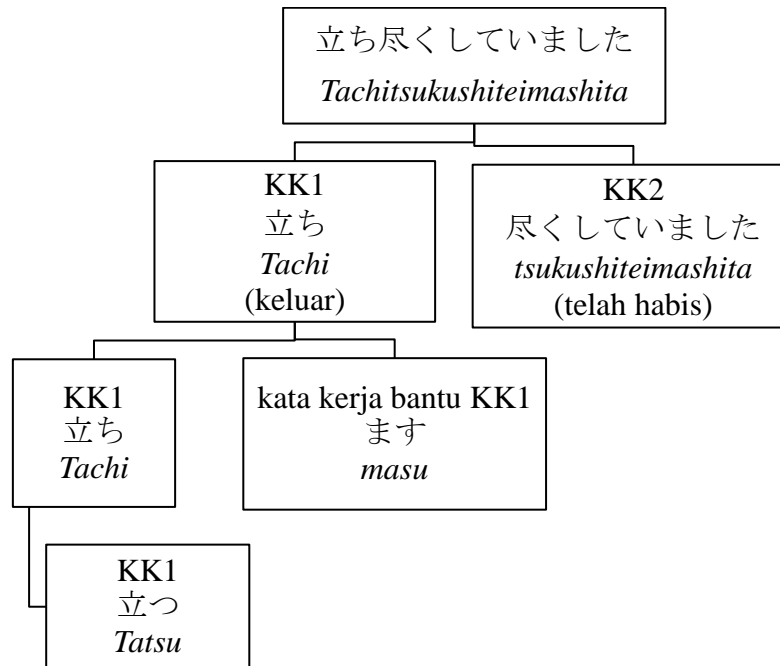 立ち尽くしていました
Tachitsukushiteimashita
KK1
立ち
Tachi
(keluar)
KK2
尽くしていました
tsukushiteimashita
(telah habis)
KK1
立ち
Tachi
kata kerja bantu KK1
ます
masu
KK1
立つ
Tatsu